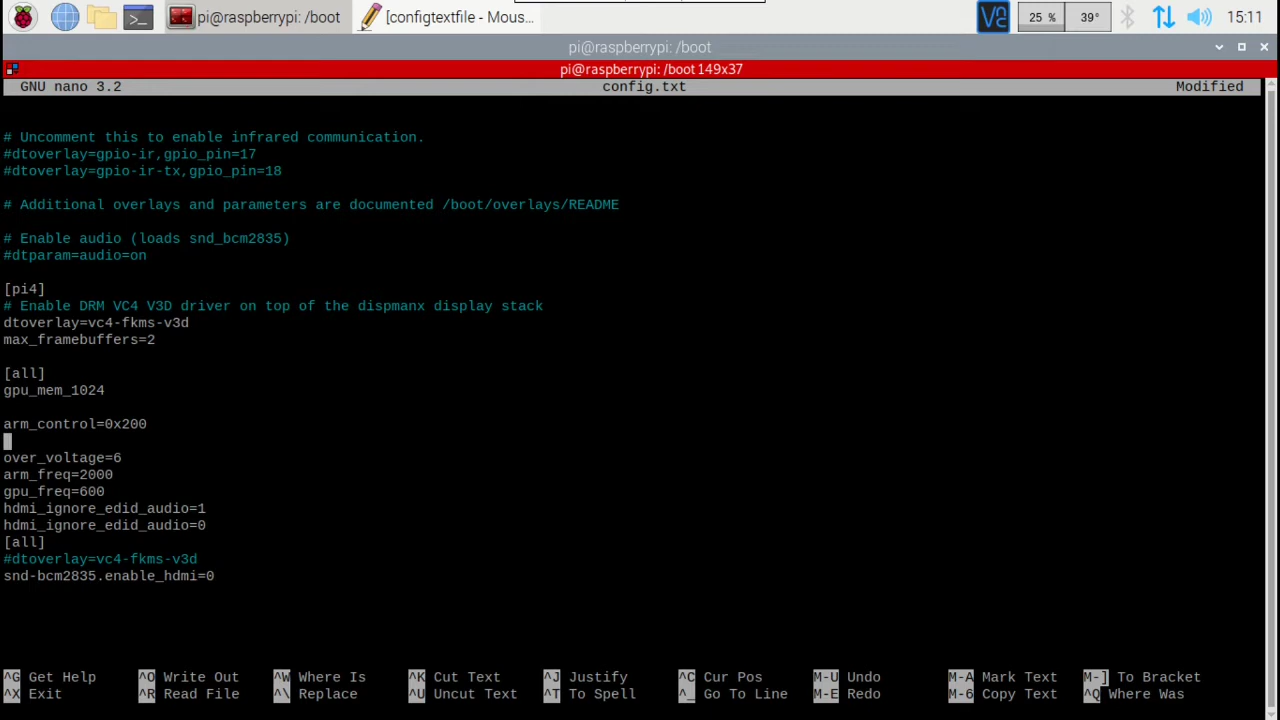 pi@raspberrypi: /boot
[configtextfile - Mous...
25 %
39°
15:11
pi@raspberrypi: /boot
pi@raspberrypi: /boot 149x37
GNU nano 3.2 config.txt Modified
# Uncomment this to enable infrared communication.
#dtoverlay=gpio-ir,gpio_pin=17
#dtoverlay=gpio-ir-tx,gpio_pin=18
# Additional overlays and parameters are documented /boot/overlays/README
# Enable audio (loads snd_bcm2835)
#dtparam=audio=on
[pi4]
# Enable DRM VC4 V3D driver on top of the dispmanx display stack
dtoverlay=vc4-fkms-v3d
max_framebuffers=2
[all]
gpu_mem_1024
arm_control=0x200
over_voltage=6
arm_freq=2000
gpu_freq=600
hdmi_ignore_edid_audio=1
hdmi_ignore_edid_audio=0
[all]
#dtoverlay=vc4-fkms-v3d
snd-bcm2835.enable_hdmi=0
^G Get Help ^O Write Out ^W Where Is ^K Cut Text ^J Justify ^C Cur Pos M-U Undo M-A Mark Text M-] To Bracket
^X Exit ^R Read File ^\ Replace ^U Uncut Text ^T To Spell ^_ Go To Line M-E Redo M-6 Copy Text ^Q Where Was